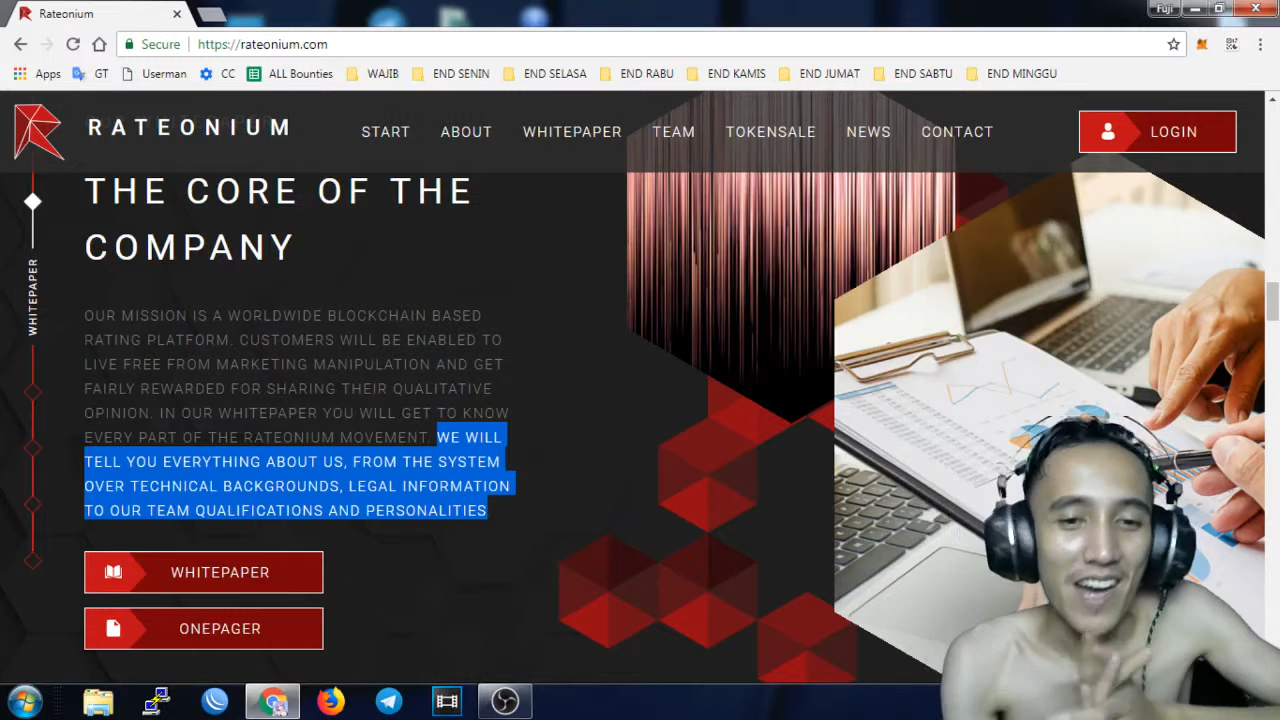 Rateonium
Fuji
Secure
https://rateonium.com
Apps
GT
Userman
CC
ALL Bounties
WAJIB
END SENIN
END SELASA
END RABU
END KAMIS
END JUMAT
END SABTU
END MINGGU
RATEONIUM
START
ABOUT
WHITEPAPER
TEAM
TOKENSALE
NEWS
CONTACT
LOGIN
THE CORE OF THE
COMPANY
WHITEPAPER
OUR MISSION IS A WORLDWIDE BLOCKCHAIN BASED
RATING PLATFORM. CUSTOMERS WILL BE ENABLED TO
LIVE FREE FROM MARKETING MANIPULATION AND GET
FAIRLY REWARDED FOR SHARING THEIR QUALITATIVE
OPINION. IN OUR WHITEPAPER YOU WILL GET TO KNOW
EVERY PART OF THE RATEONIUM MOVEMENT. WE WILL
TELL YOU EVERYTHING ABOUT US, FROM THE SYSTEM
OVER TECHNICAL BACKGROUNDS, LEGAL INFORMATION
TO OUR TEAM QUALIFICATIONS AND PERSONALITIES
WHITEPAPER
ONEPAGER